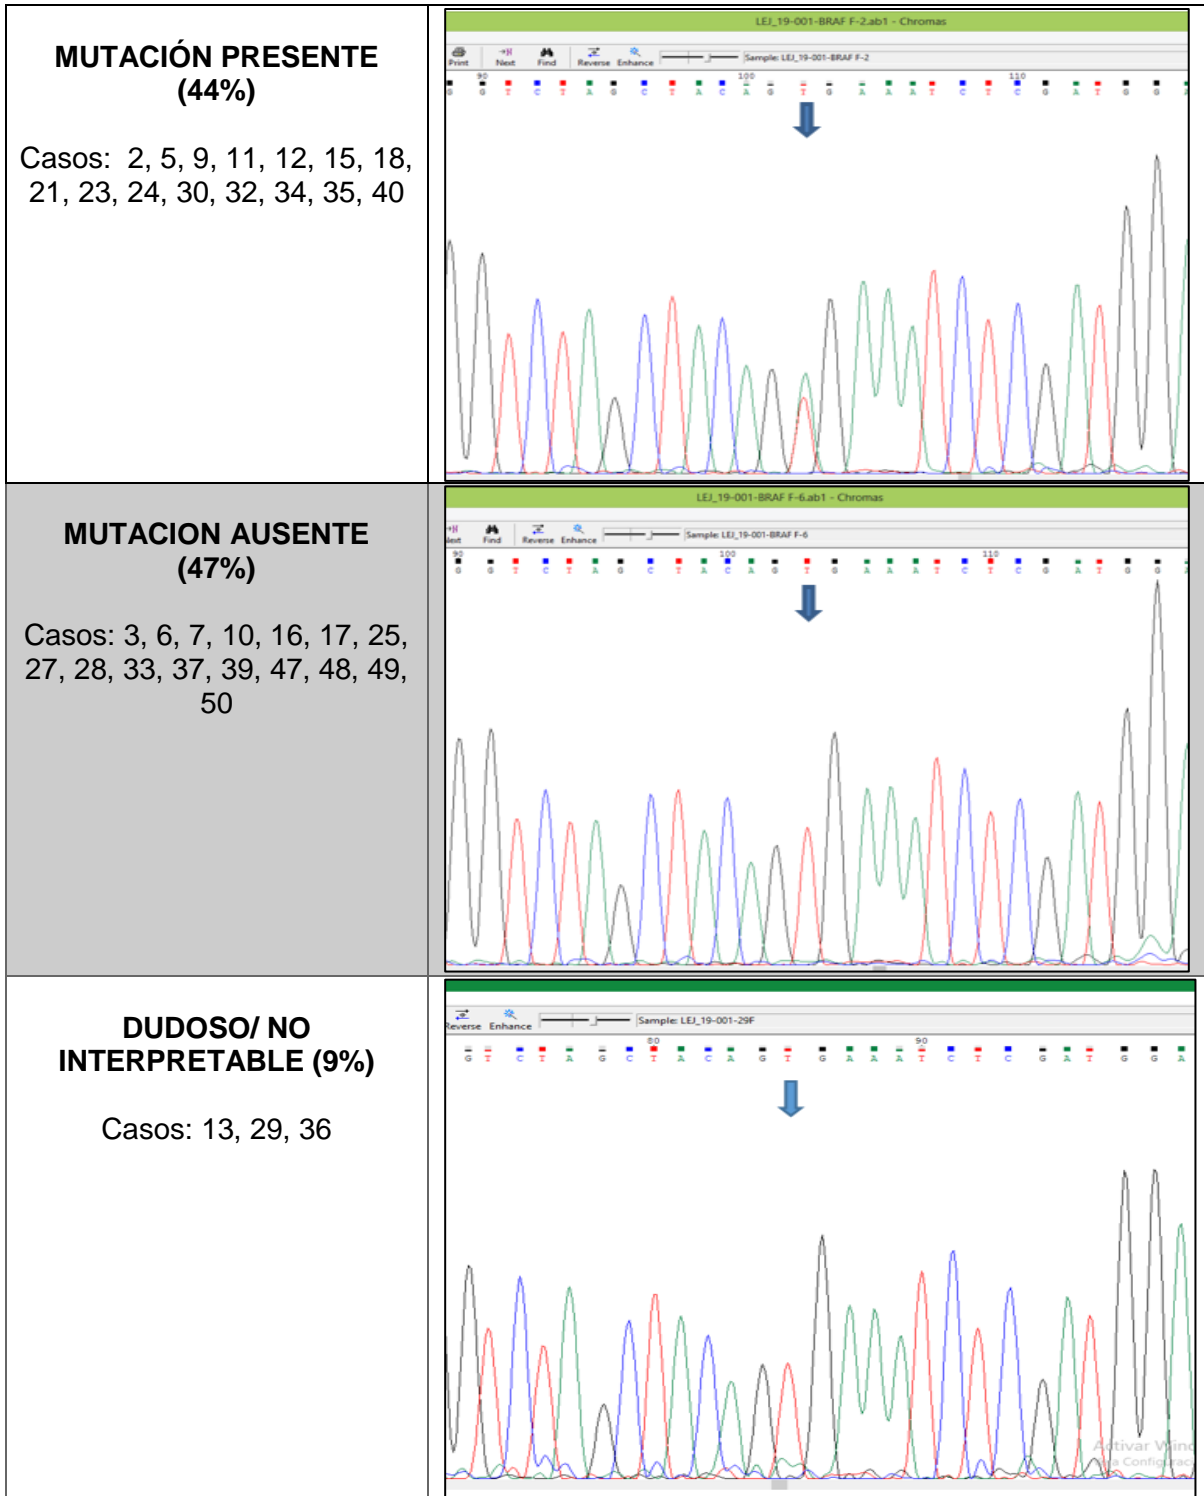 MUTACIÓN PRESENTE
(44%)
Casos: 2, 5, 9, 11, 12, 15, 18,
21, 23, 24, 30, 32, 34, 35, 40
LEJ_19-001-BRAF F-2.ab1 - Chromas
Print Next Find Reverse Enhance Sample: LEJ_19-001-BRAF F-2
90 100 110
G G T C T A G C T A C A G T G A A A T C T C G A T G G A
MUTACION AUSENTE
(47%)
Casos: 3, 6, 7, 10, 16, 17, 25,
27, 28, 33, 37, 39, 47, 48, 49,
50
LEJ_19-001-BRAF F-6.ab1 - Chromas
Next Find Reverse Enhance Sample: LEJ_19-001-BRAF F-6
90 100 110
G G T C T A G C T A C A G T G A A A T C T C G A T G G A
DUDOSO/ NO
INTERPRETABLE (9%)
Casos: 13, 29, 36
Reverse Enhance Sample: LEJ_19-001-29F
80 90
G T C T A G C T A C A G T G A A A T C T C G A T G G A
Activar Wind
a Configurac